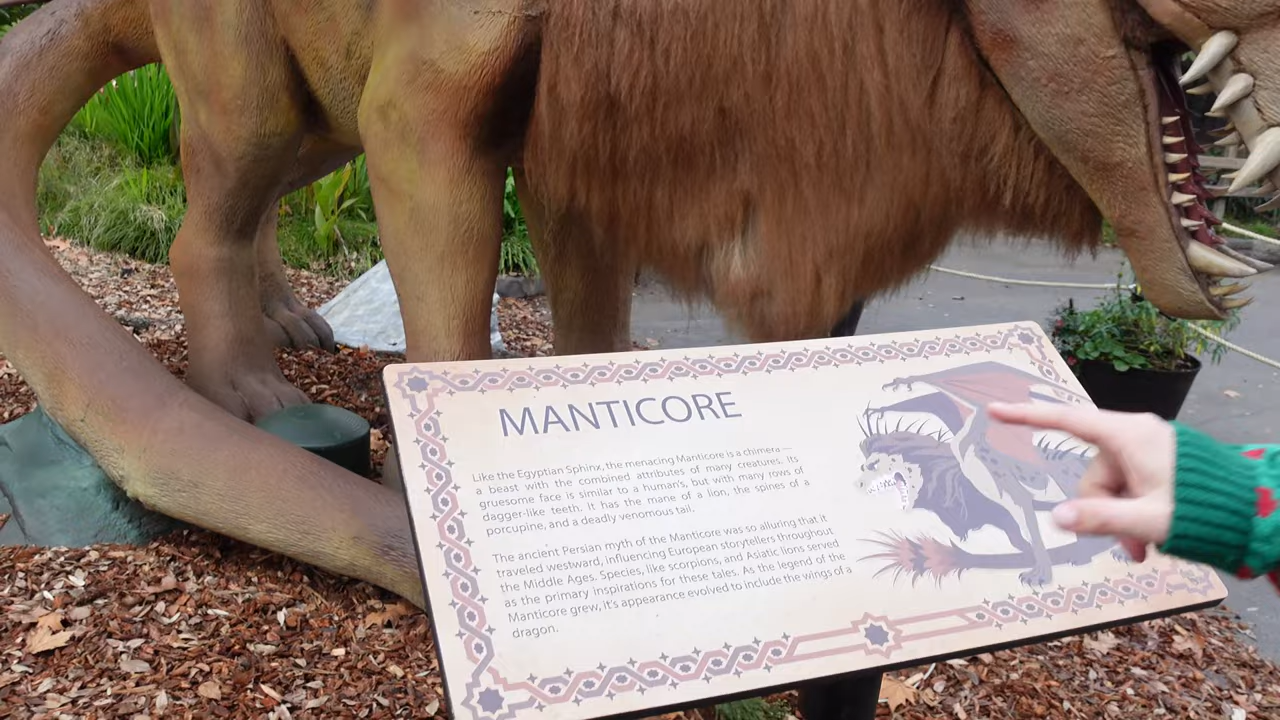 MANTICORE
Like the Egyptian Sphinx, the menacing Manticore is a chimera —
a beast with the combined attributes of many creatures. Its
gruesome face is similar to a human's, but with many rows of
dagger-like teeth. It has the mane of a lion, the spines of a
porcupine, and a deadly venomous tail.
The ancient Persian myth of the Manticore was so alluring that it
traveled westward, influencing European storytellers throughout
the Middle Ages. Species, like scorpions, and Asiatic lions served
as the primary inspirations for these tales. As the legend of the
Manticore grew, it's appearance evolved to include the wings of a
dragon.